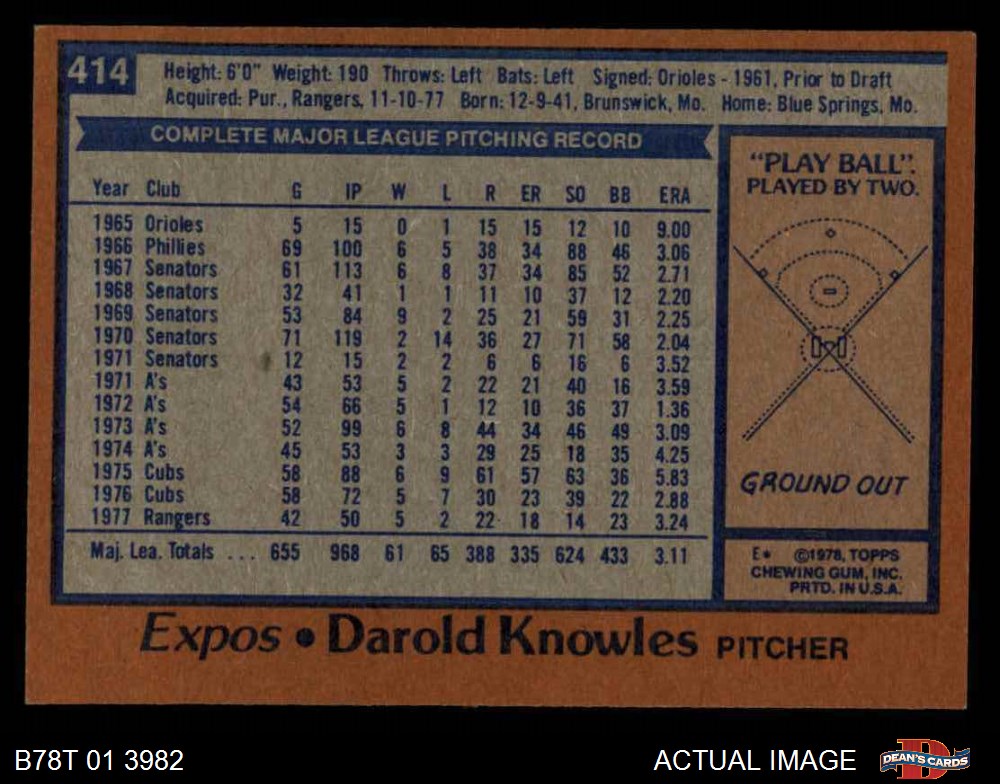 414
Height: 6'0" Weight: 190 Throws: Left Bats: Left Signed: Orioles - 1961, Prior to Draft
Acquired: Pur., Rangers, 11-10-77 Born: 12-9-41, Brunswick, Mo. Home: Blue Springs, Mo.
COMPLETE MAJOR LEAGUE PITCHING RECORD
Year Club G IP W L R ER SO BB ERA
1965 Orioles 5 15 0 1 15 15 12 10 9.00
1966 Phillies 69 100 6 5 38 34 88 46 3.06
1967 Senators 61 113 6 8 37 34 85 52 2.71
1968 Senators 32 41 1 1 11 10 37 12 2.20
1969 Senators 53 84 9 2 25 21 59 31 2.25
1970 Senators 71 119 2 14 36 27 71 58 2.04
1971 Senators 12 15 2 2 6 6 16 6 3.52
1971 A's 43 53 5 2 22 21 40 16 3.59
1972 A's 54 66 5 1 12 10 36 37 1.36
1973 A's 52 99 6 8 44 34 46 49 3.09
1974 A's 45 53 3 3 29 25 18 35 4.25
1975 Cubs 58 88 6 9 61 57 63 36 5.83
1976 Cubs 58 72 5 7 30 23 39 22 2.88
1977 Rangers 42 50 5 2 22 18 14 23 3.24
Maj. Lea. Totals ... 655 968 61 65 388 335 624 433 3.11
"PLAY BALL".
PLAYED BY TWO.
GROUND OUT
E* ©1978, TOPPS
CHEWING GUM, INC.
PRTD. IN U.S.A.
Expos • Darold Knowles PITCHER
B78T 01 3982
ACTUAL IMAGE
DEAN'S CARDS